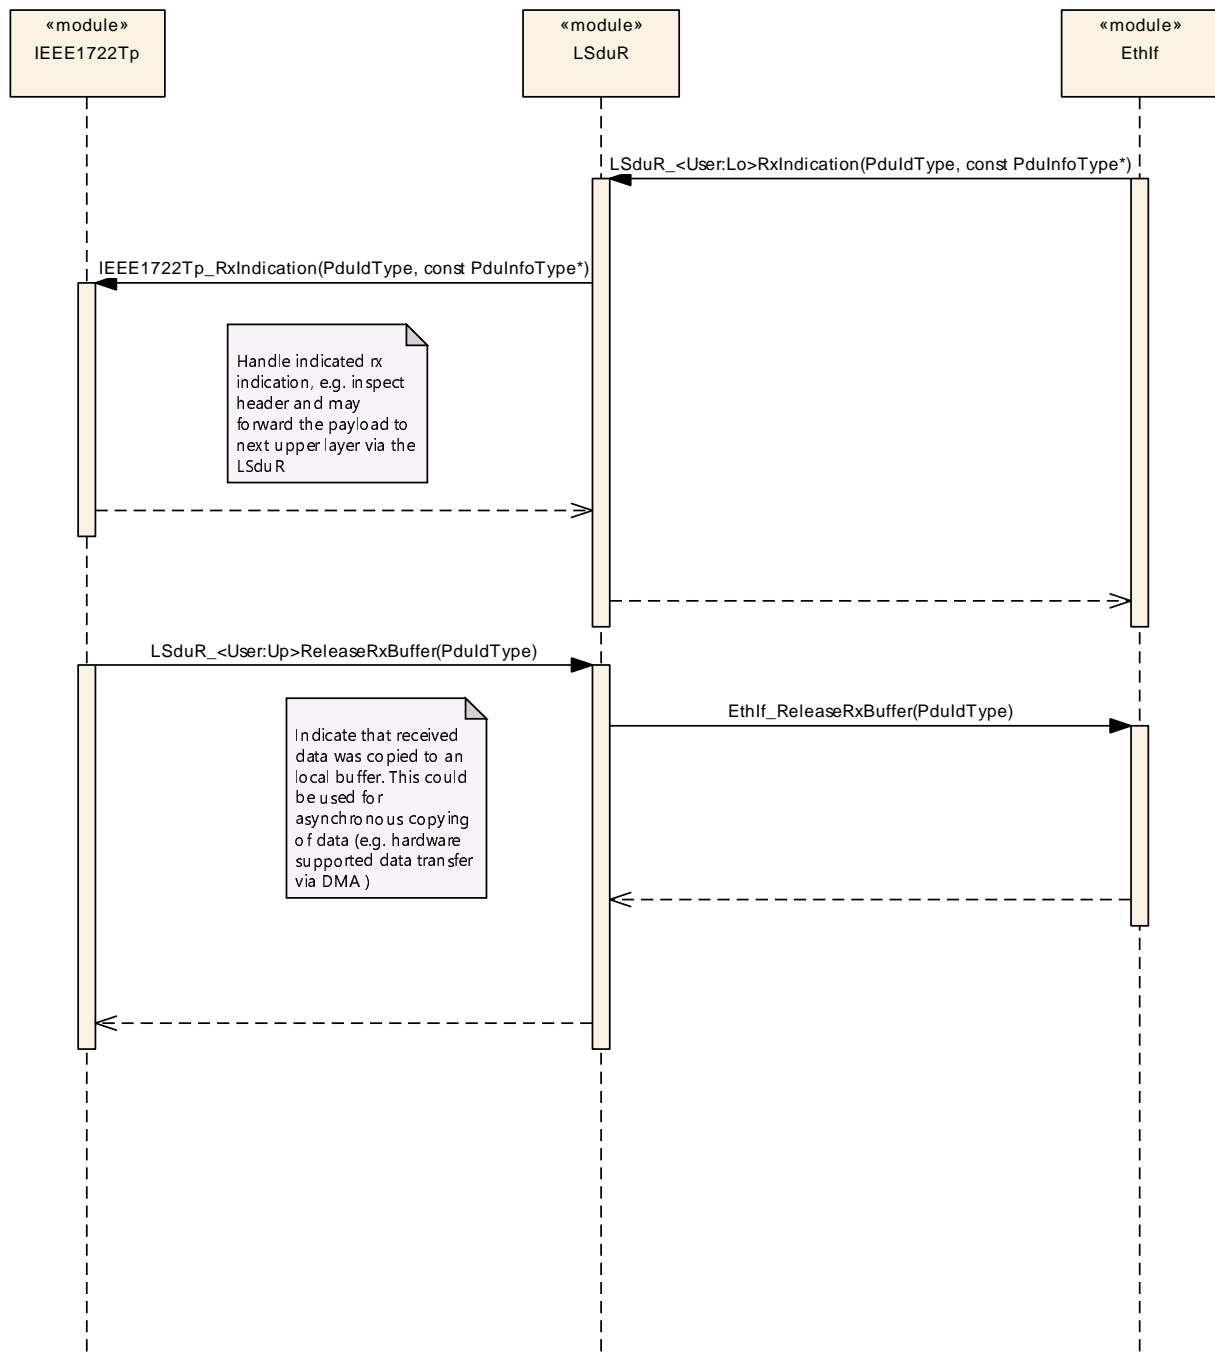 «module»
IEEE1722Tp
«module»
LSduR
«module»
EthIf
LSduR_<User:Lo>RxIndication(PduIdType, const PduInfoType*)
IEEE1722Tp_RxIndication(PduIdType, const PduInfoType*)
Handle indicated rx
indication, e.g. inspect
header and may
forward the payload to
next upper layer via the
LSduR
LSduR_<User:Up>ReleaseRxBuffer(PduIdType)
EthIf_ReleaseRxBuffer(PduIdType)
Indicate that received
data was copied to an
local buffer. This could
be used for
asynchronous copying
of data (e.g. hardware
supported data transfer
via DMA )